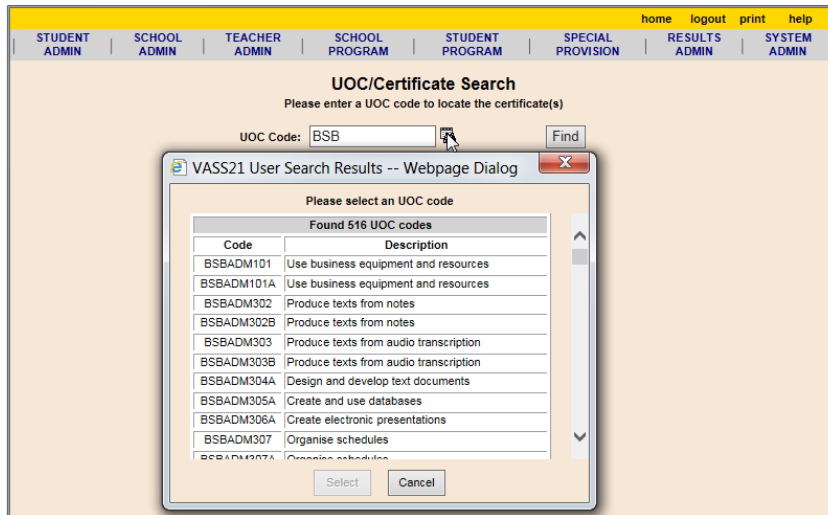 home logout print help
STUDENT ADMIN | SCHOOL ADMIN | TEACHER ADMIN | SCHOOL PROGRAM | STUDENT PROGRAM | SPECIAL PROVISION | RESULTS ADMIN | SYSTEM ADMIN
UOC/Certificate Search
Please enter a UOC code to locate the certificate(s)
UOC Code: BSB Find
VASS21 User Search Results -- Webpage Dialog
Please select an UOC code
Found 516 UOC codes
Code Description
BSBADM101 Use business equipment and resources
BSBADM101A Use business equipment and resources
BSBADM302 Produce texts from notes
BSBADM302B Produce texts from notes
BSBADM303 Produce texts from audio transcription
BSBADM303B Produce texts from audio transcription
BSBADM304A Design and develop text documents
BSBADM305A Create and use databases
BSBADM306A Create electronic presentations
BSBADM307 Organise schedules
BSBADM307A Organise schedules
Select Cancel